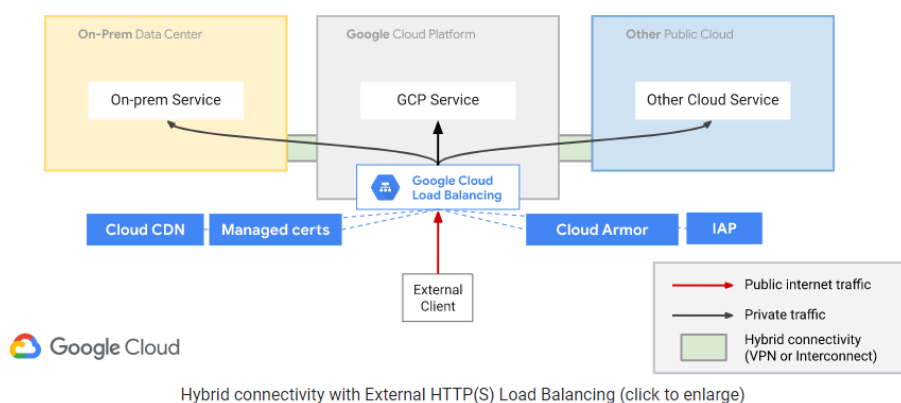 On-Prem Data Center
Google Cloud Platform
Other Public Cloud
On-prem Service
GCP Service
Other Cloud Service
Google Cloud
Load Balancing
Cloud CDN
Managed certs
Cloud Armor
IAP
External
Client
Public internet traffic
Private traffic
Hybrid connectivity
(VPN or Interconnect)
Google Cloud
Hybrid connectivity with External HTTP(S) Load Balancing (click to enlarge)